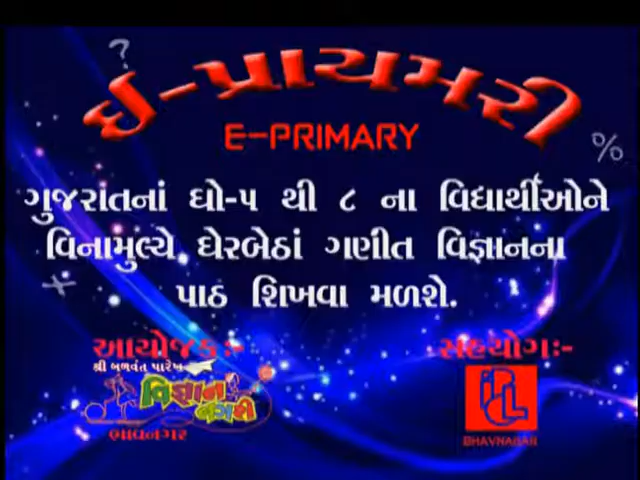 ?
ઇ-પ્રાયમરી
E-PRIMARY
%
ગુજરાતનાં ધો-૫ થી ૮ ના વિદ્યાર્થીઓને
વિનામુલ્યે ઘેરબેઠાં ગણીત વિજ્ઞાનના
પાઠ શિખવા મળશે.
આયોજક:-
સહયોગ:-
શ્રી બળવંત પારેખ
વિજ્ઞાન
નગરી
ભાવનગર
BHAVNAGAR